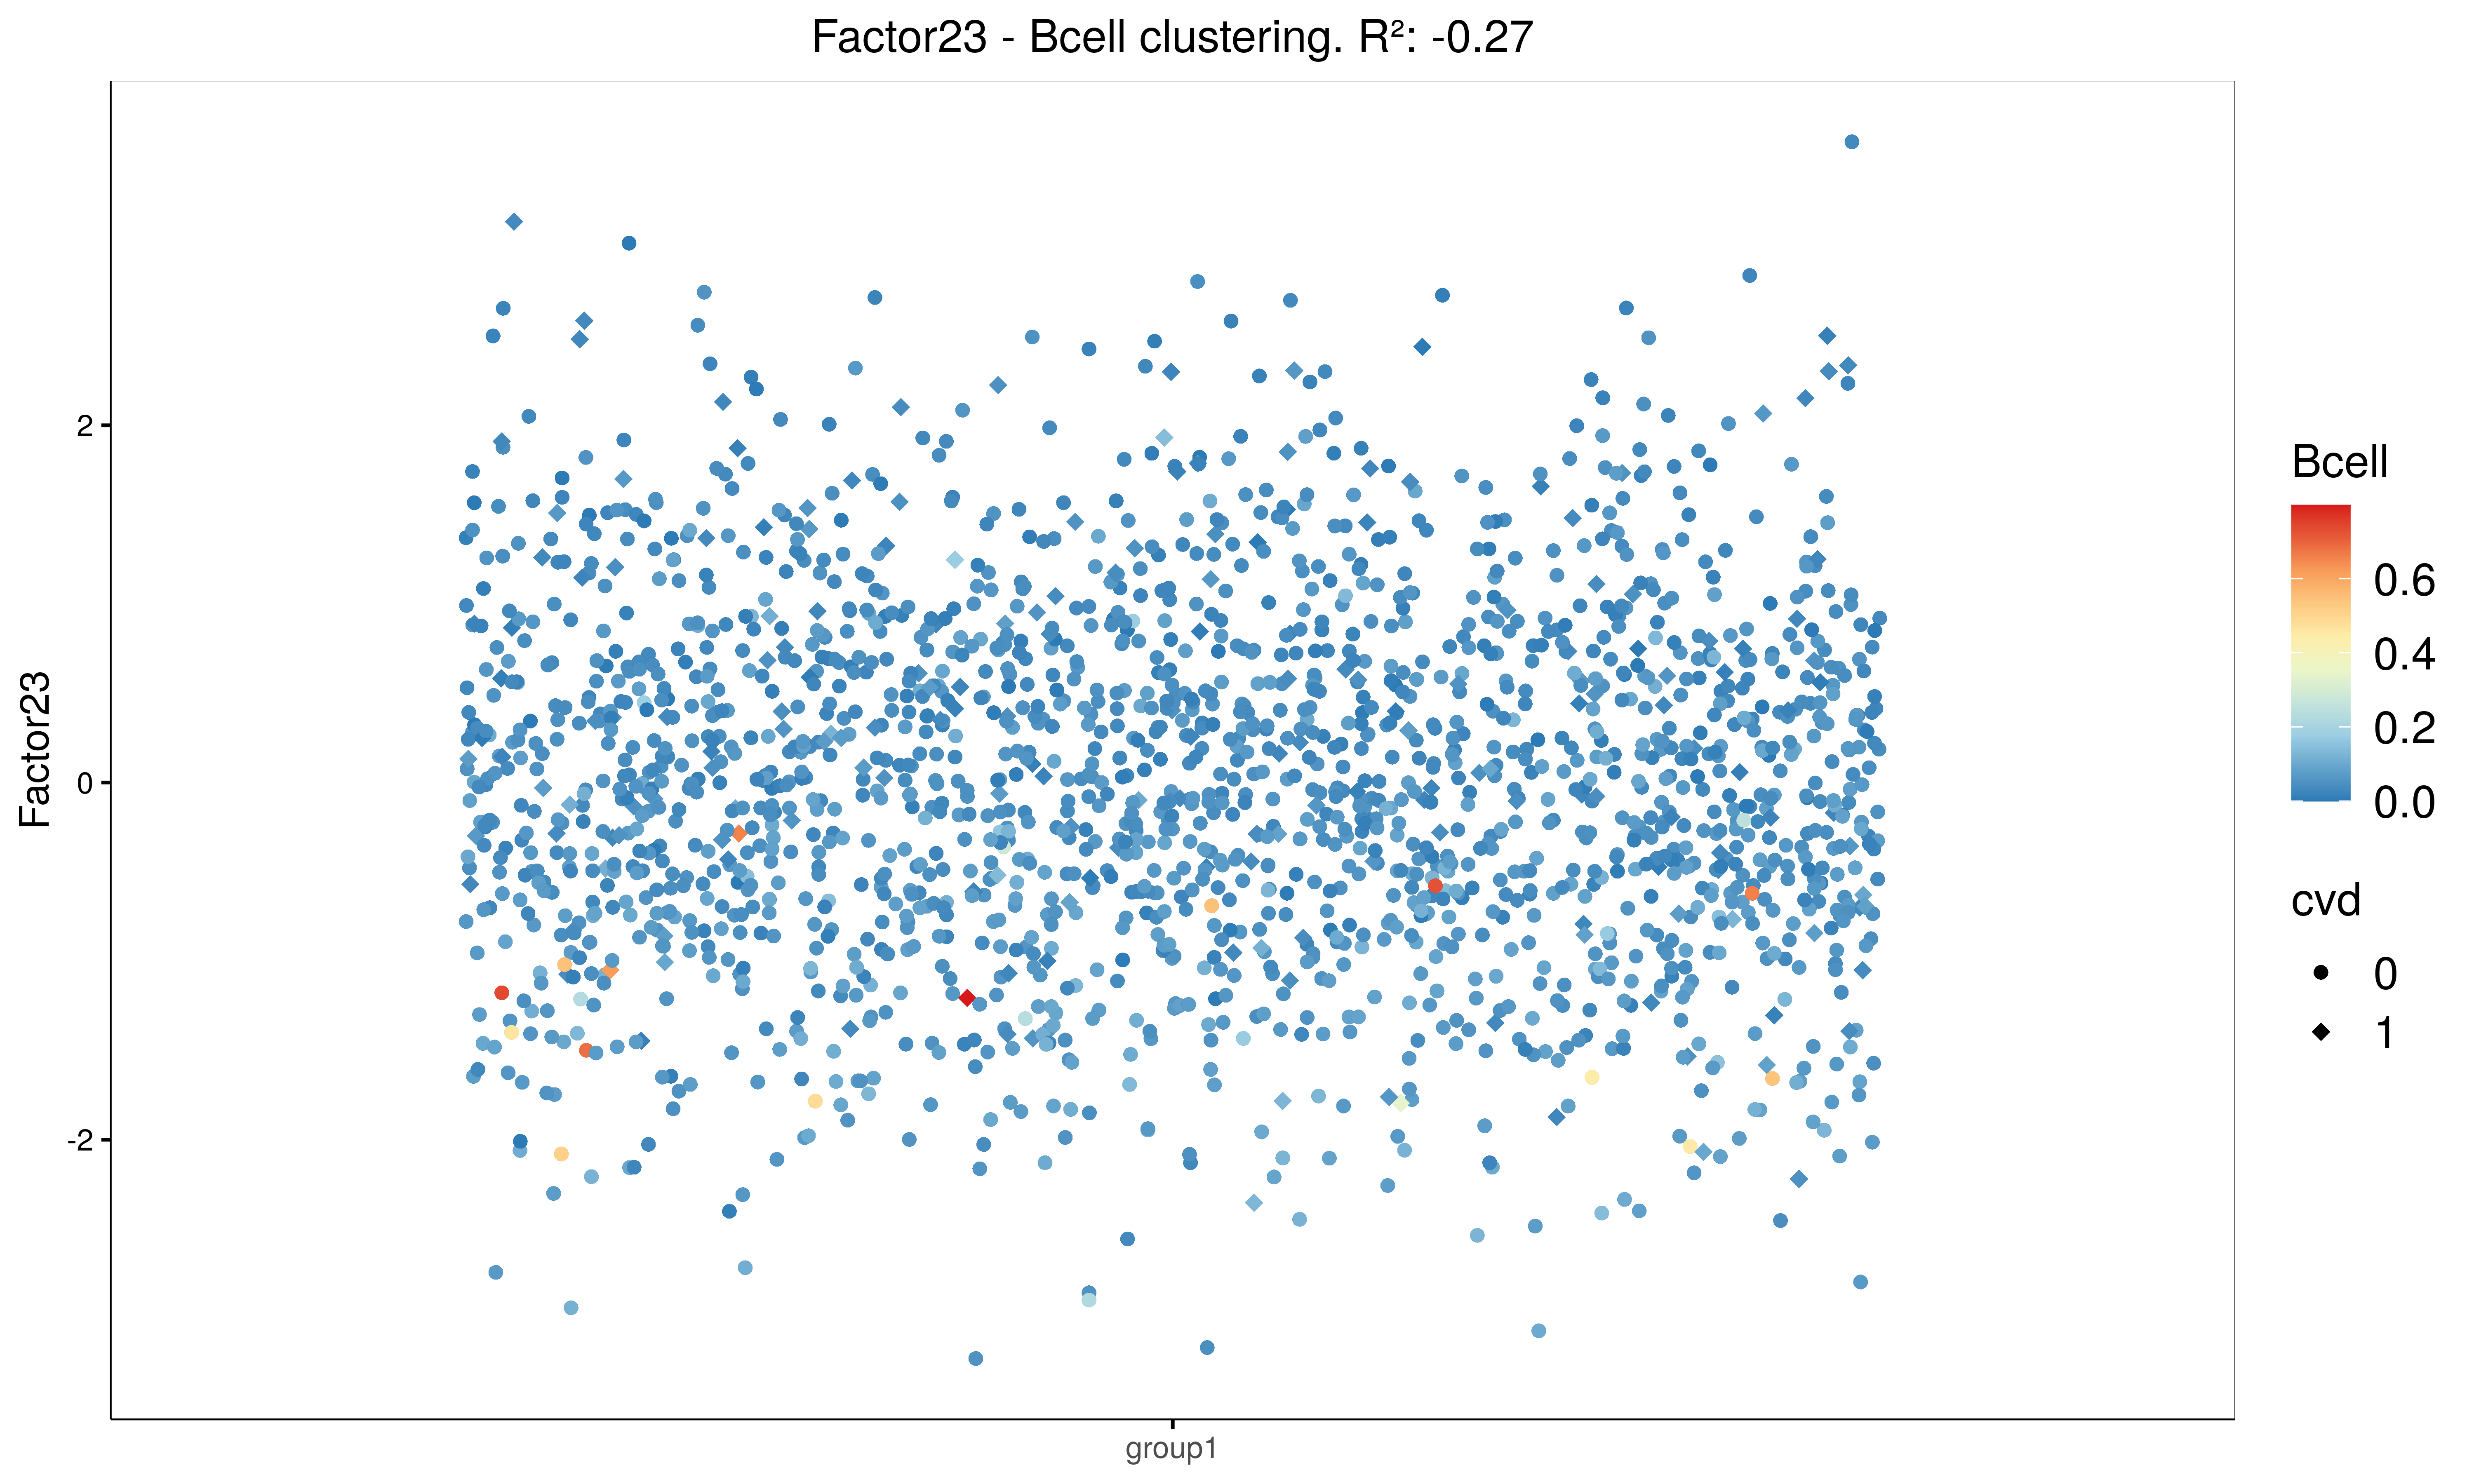 Factor23 - Bcell clustering. R²: -0.27
Factor23
2
0
-2
group1
Bcell
0.6
0.4
0.2
0.0
cvd
0
1